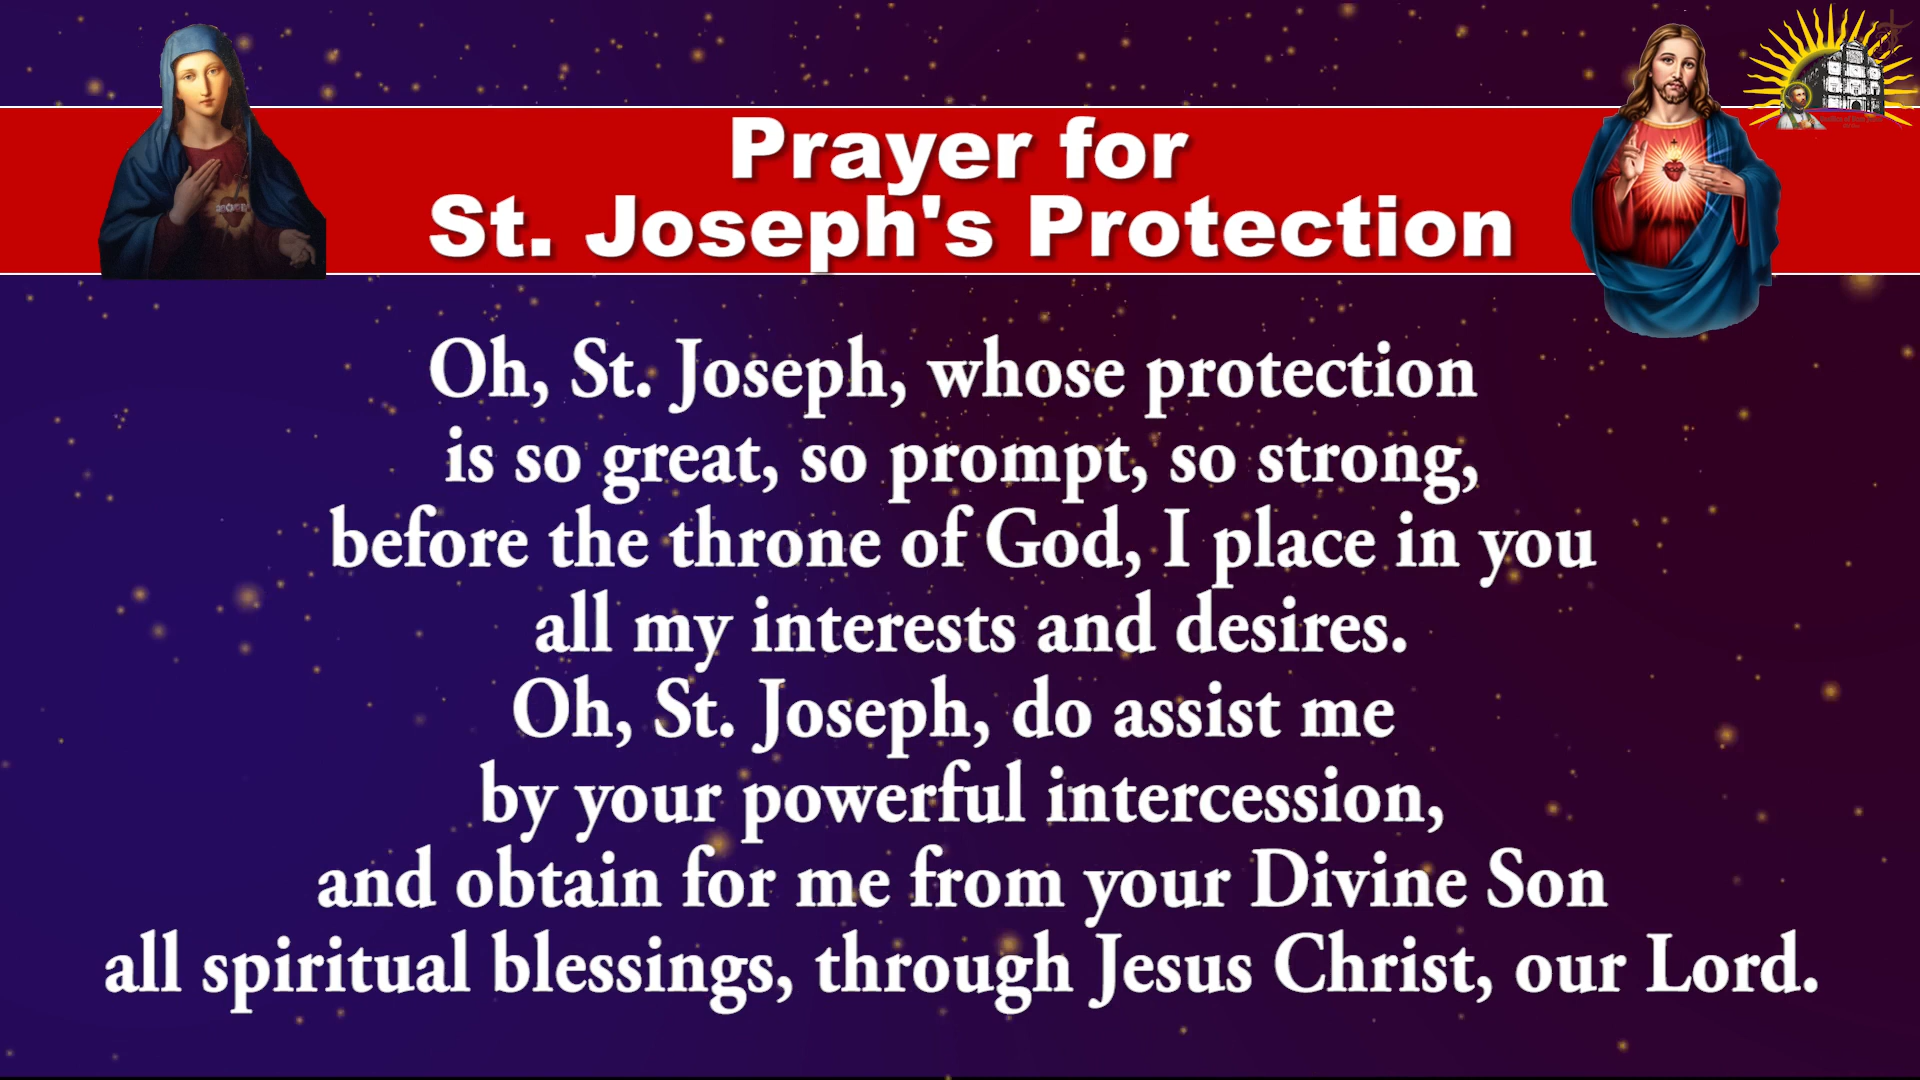 Prayer for
St. Joseph's Protection
Oh, St. Joseph, whose protection
is so great, so prompt, so strong,
before the throne of God, I place in you
all my interests and desires.
Oh, St. Joseph, do assist me
by your powerful intercession,
and obtain for me from your Divine Son
all spiritual blessings, through Jesus Christ, our Lord.